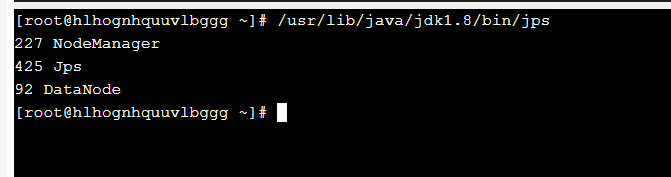 [root@hlhognhquuvlbggg ~]# /usr/lib/java/jdk1.8/bin/jps
227 NodeManager
425 Jps
92 DataNode
[root@hlhognhquuvlbggg ~]#